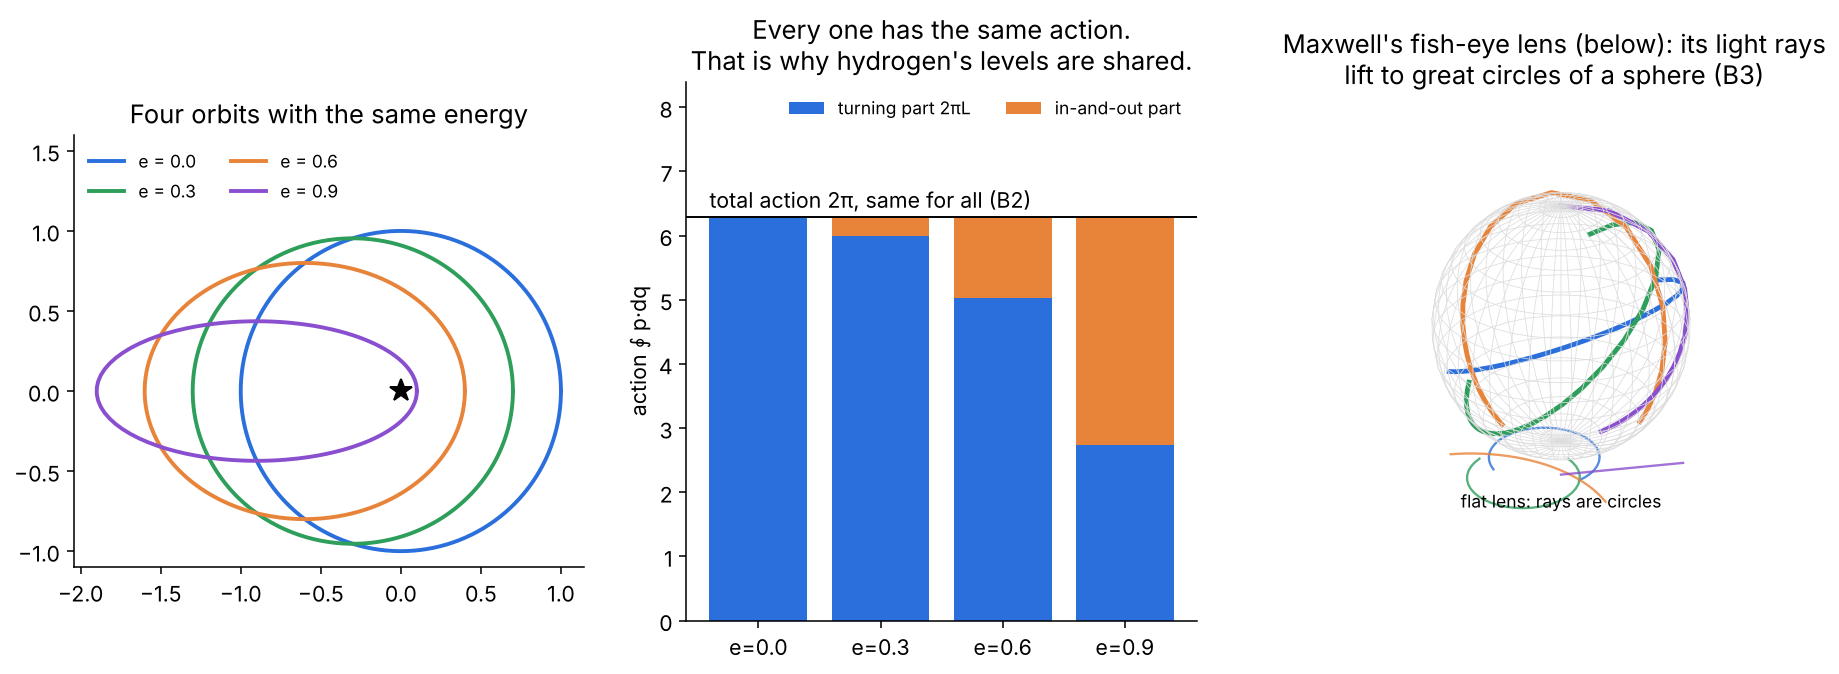 Four orbits with the same energy
e = 0.0
e = 0.6
e = 0.3
e = 0.9
1.5
1.0
0.5
0.0
−0.5
−1.0
−2.0
−1.5
−1.0
−0.5
0.0
0.5
1.0
Every one has the same action.
That is why hydrogen's levels are shared.
turning part 2πL
in-and-out part
total action 2π, same for all (B2)
action ∮ p·dq
8
7
6
5
4
3
2
1
0
e=0.0
e=0.3
e=0.6
e=0.9
Maxwell's fish-eye lens (below): its light rays
lift to great circles of a sphere (B3)
flat lens: rays are circles